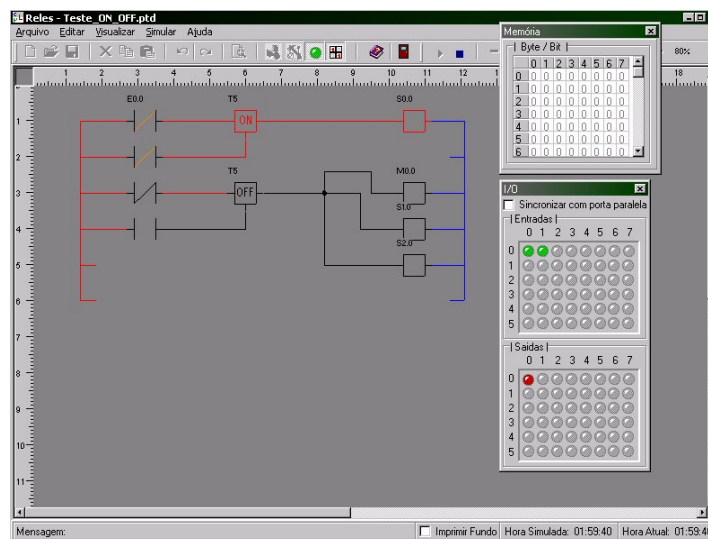 Reles - Teste_ON_OFF.ptd
Arquivo Editar Visualizar Simular Ajuda
80%
1 2 3 4 5 6 7 8 9 10 11 12 18
1
2
3
4
5
6
7
8
9
10
11
E0.0 T5 S0.0
ON
T5 M0.0
OFF
S1.0
S2.0
Memória
Byte / Bit
0 1 2 3 4 5 6 7
0 0 0 0 0 0 0 0 0
1 0 0 0 0 0 0 0 0
2 0 0 0 0 0 0 0 0
3 0 0 0 0 0 0 0 0
4 0 0 0 0 0 0 0 0
5 0 0 0 0 0 0 0 0
6 0 0 0 0 0 0 0 0
I/O
Sincronizar com porta paralela
Entradas
0 1 2 3 4 5 6 7
0
1
2
3
4
5
Saidas
0 1 2 3 4 5 6 7
0
1
2
3
4
5
Mensagem: Imprimir Fundo Hora Simulada: 01:59:40 Hora Atual: 01:59:4